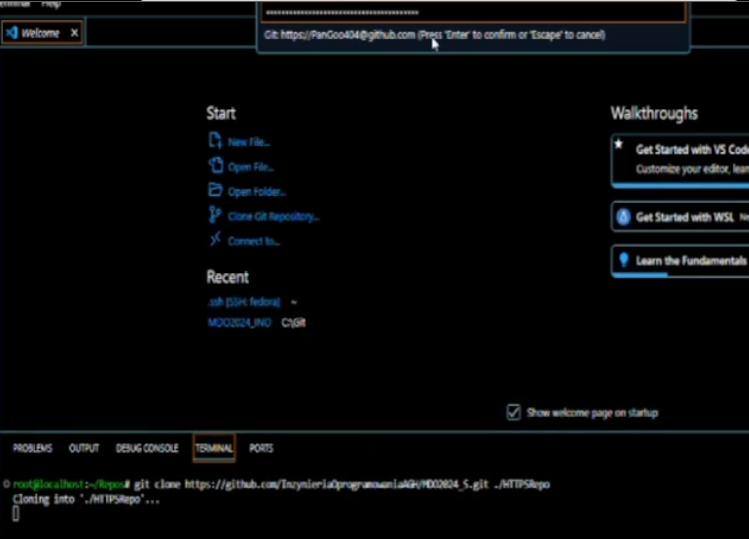 Terminal Help
Welcome
****************************************
Git: https://PanGoo404@github.com (Press 'Enter' to confirm or 'Escape' to cancel)
Start
New File...
Open File...
Open Folder...
Clone Git Repository...
Connect to...
Recent
.ssh [SSH: fedora] ~
MDO2024_INO C:\Git
Walkthroughs
Get Started with VS Code
Customize your editor, lear
Get Started with WSL
Learn the Fundamentals
Show welcome page on startup
PROBLEMS OUTPUT DEBUG CONSOLE TERMINAL PORTS
root@localhost:~/Repos# git clone https://github.com/InzynieriaOprogramowaniaAGH/MDO2024_S.git ./HTTPSRepo
Cloning into './HTTPSRepo'...